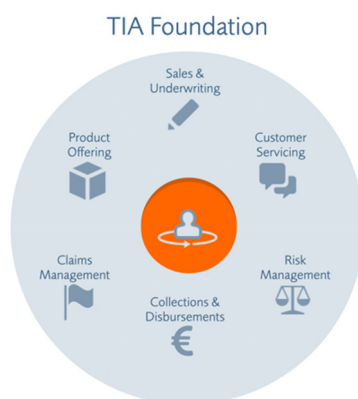 TIA Foundation
Sales &
Underwriting
Product
Offering
Customer
Servicing
Claims
Management
Risk
Management
Collections &
Disbursements
€